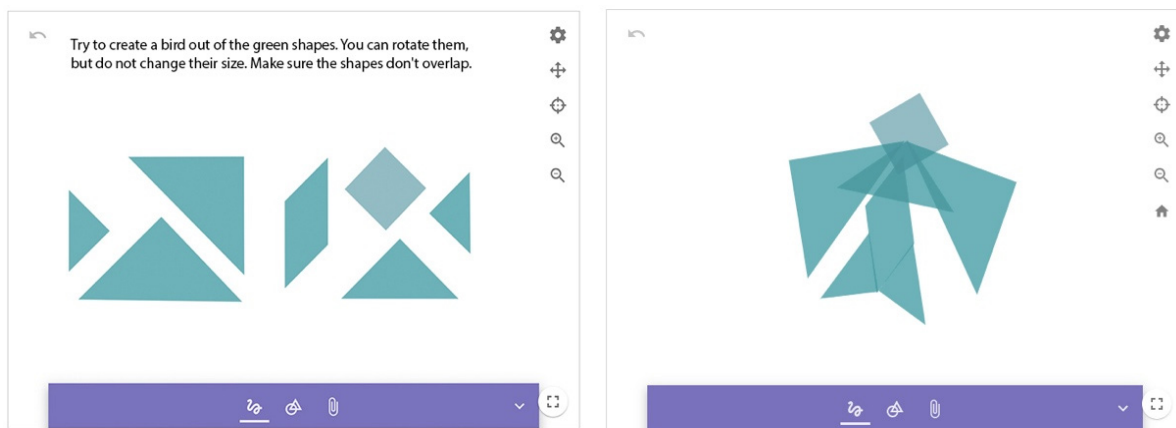 Try to create a bird out of the green shapes. You can rotate them,
but do not change their size. Make sure the shapes don't overlap.